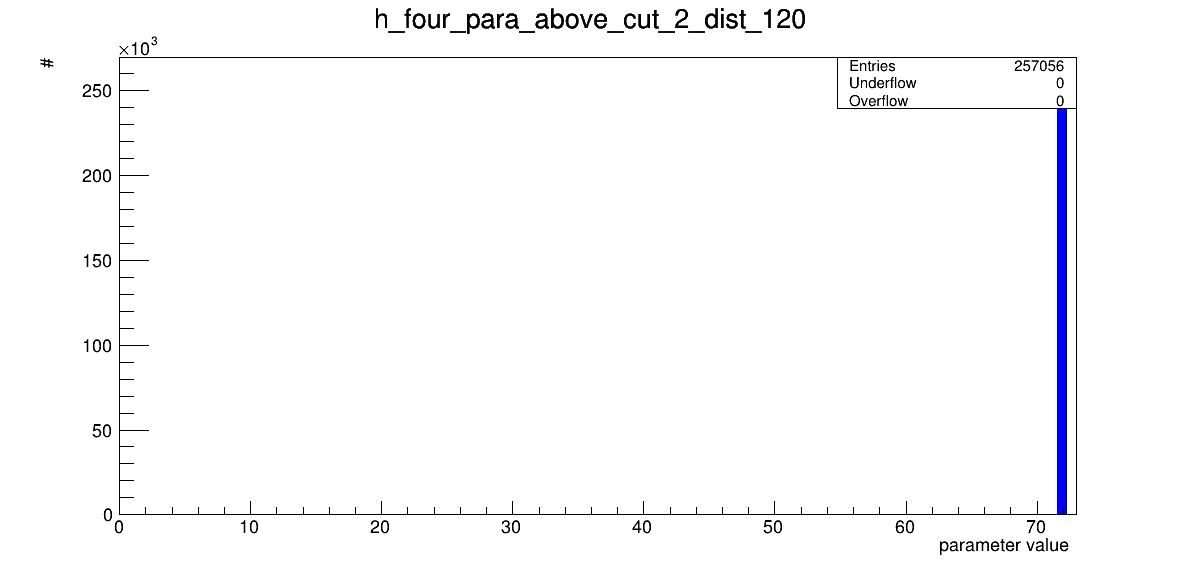 h_four_para_above_cut_2_dist_120
×10³
#
Entries 257056
Underflow 0
Overflow 0
250
200
150
100
50
0
0 10 20 30 40 50 60 70
parameter value